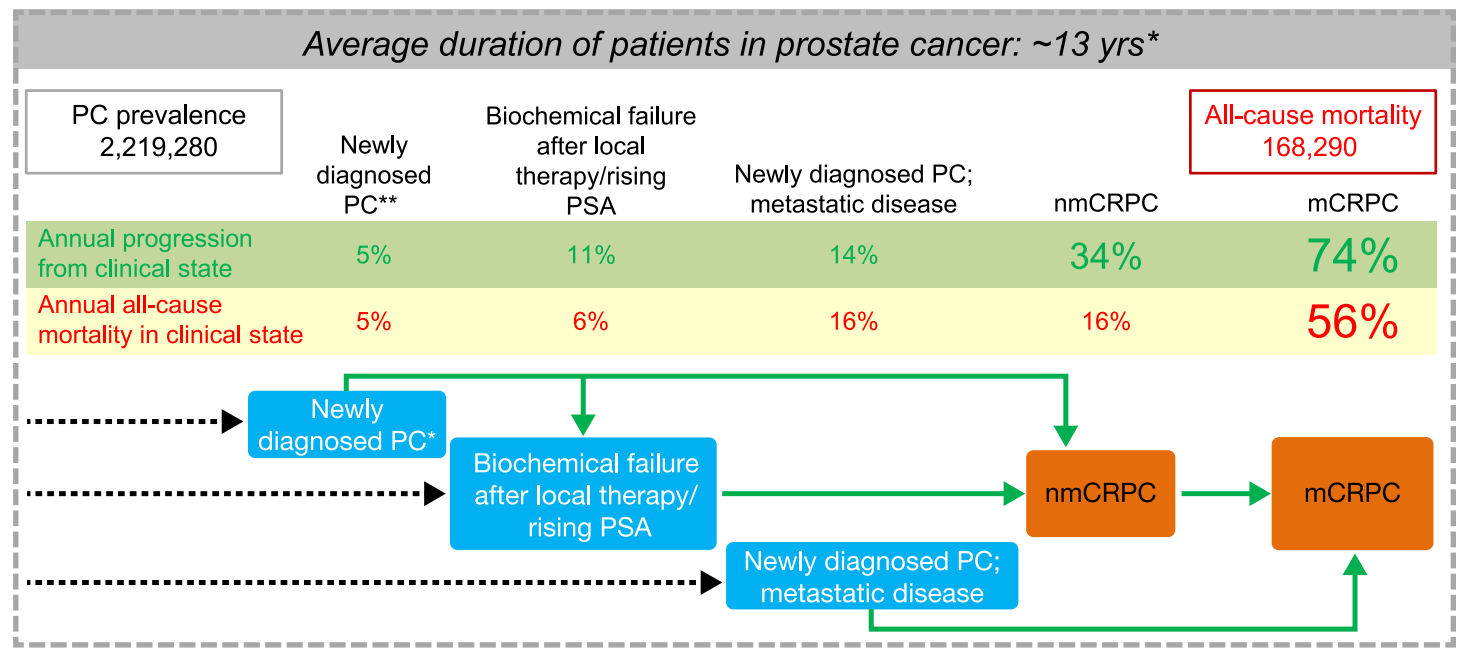 Average duration of patients in prostate cancer: ~13 yrs*
PC prevalence
2,219,280
Newly
diagnosed
PC**
Biochemical failure
after local
therapy/rising
PSA
Newly diagnosed PC;
metastatic disease
nmCRPC
All-cause mortality
168,290
mCRPC
Annual progression
from clinical state
5%
11%
14%
34%
74%
Annual all-cause
mortality in clinical state
5%
6%
16%
16%
56%
Newly
diagnosed PC*
Biochemical failure
after local therapy/
rising PSA
Newly diagnosed PC;
metastatic disease
nmCRPC
mCRPC